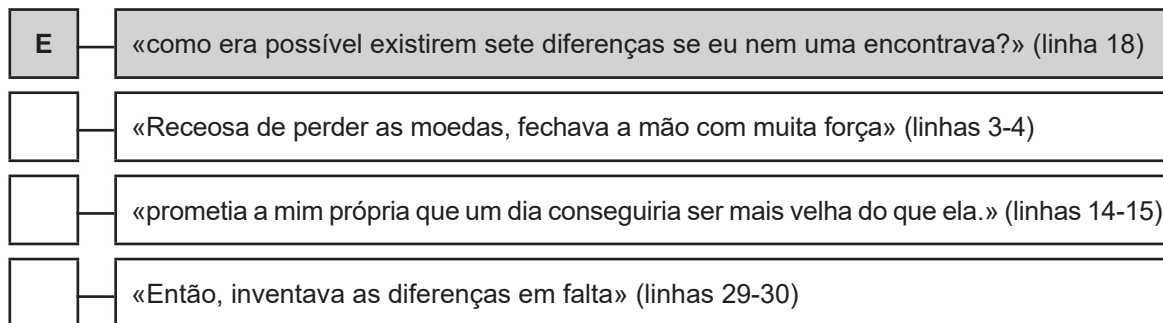 E «como era possível existirem sete diferenças se eu nem uma encontrava?» (linha 18)
«Receosa de perder as moedas, fechava a mão com muita força» (linhas 3-4)
«prometia a mim própria que um dia conseguiria ser mais velha do que ela.» (linhas 14-15)
«Então, inventava as diferenças em falta» (linhas 29-30)